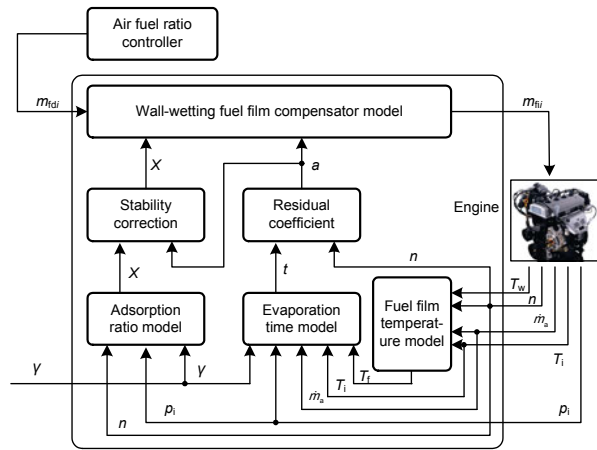 Air fuel ratio
controller
m_fdi
Wall-wetting fuel film compensator model
m_fii
X
a
Stability
correction
Residual
coefficient
Engine
X
t
n
T_w
n
Adsorption
ratio model
Evaporation
time model
Fuel film
temperat-
ure model
ṁ_a
T_i
γ
γ
T_i
T_f
ṁ_a
n
p_i
p_i